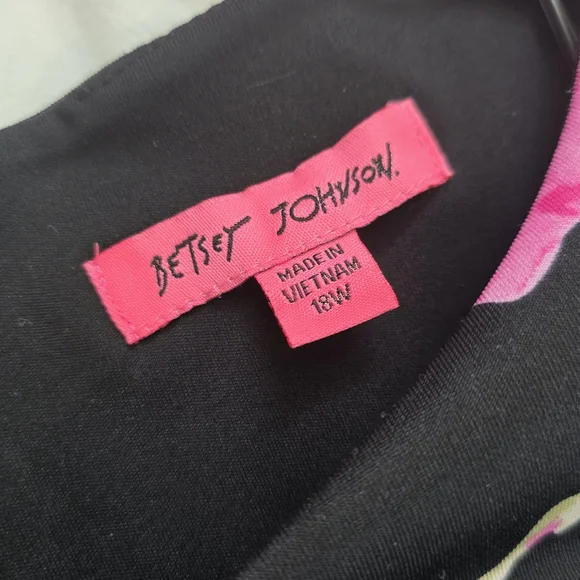 BETSEY JOHNSON.
MADE IN
VIETNAM
18W